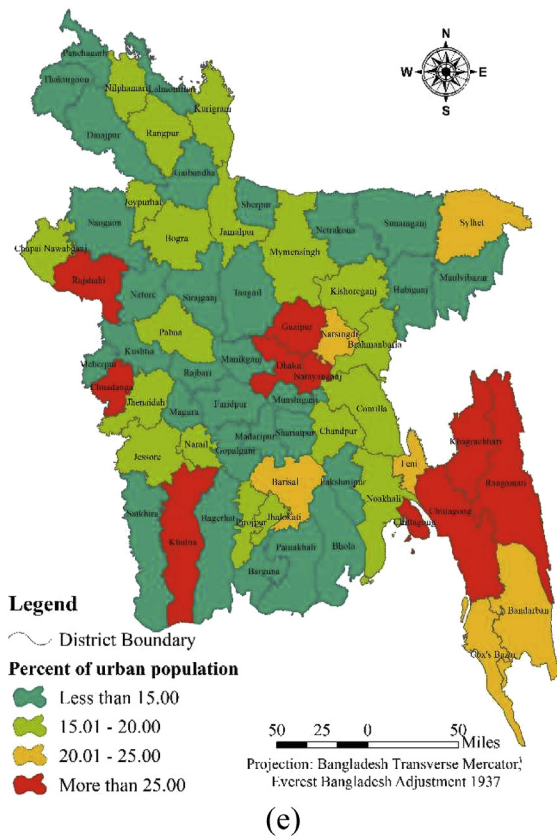 N
W E
S
Panchagarh
Thakurgaon
Nilphamari
Lalmonirhat
Kurigram
Dinajpur
Rangpur
Gaibandha
Joypurhat
Sherpur
Naogaon
Bogra
Jamalpur
Netrakona
Sunamganj
Sylhet
Chapai Nawabganj
Mymensingh
Rajshahi
Kishoreganj
Habiganj
Maulvibazar
Natore
Sirajganj
Tangail
Gazipur
Narsingdi
Brahmanbaria
Pabna
Kushtia
Manikganj
Dhaka
Narayanganj
Meherpur
Chuadanga
Rajbari
Jhenaidah
Magura
Faridpur
Munshiganj
Comilla
Khagrachhari
Madaripur
Shariatpur
Chandpur
Jessore
Narail
Gopalganj
Feni
Rangamati
Barisal
Lakshmipur
Noakhali
Chittagong
Chittagong
Satkhira
Khulna
Bagerhat
Pirojpur
Jhalokati
Patuakhali
Bhola
Barguna
Bandarban
Cox's Bazar
Legend
District Boundary
Percent of urban population
Less than 15.00
15.01 - 20.00
20.01 - 25.00
More than 25.00
50 25 0 50
Miles
Projection: Bangladesh Transverse Mercator,
Everest Bangladesh Adjustment 1937
(e)